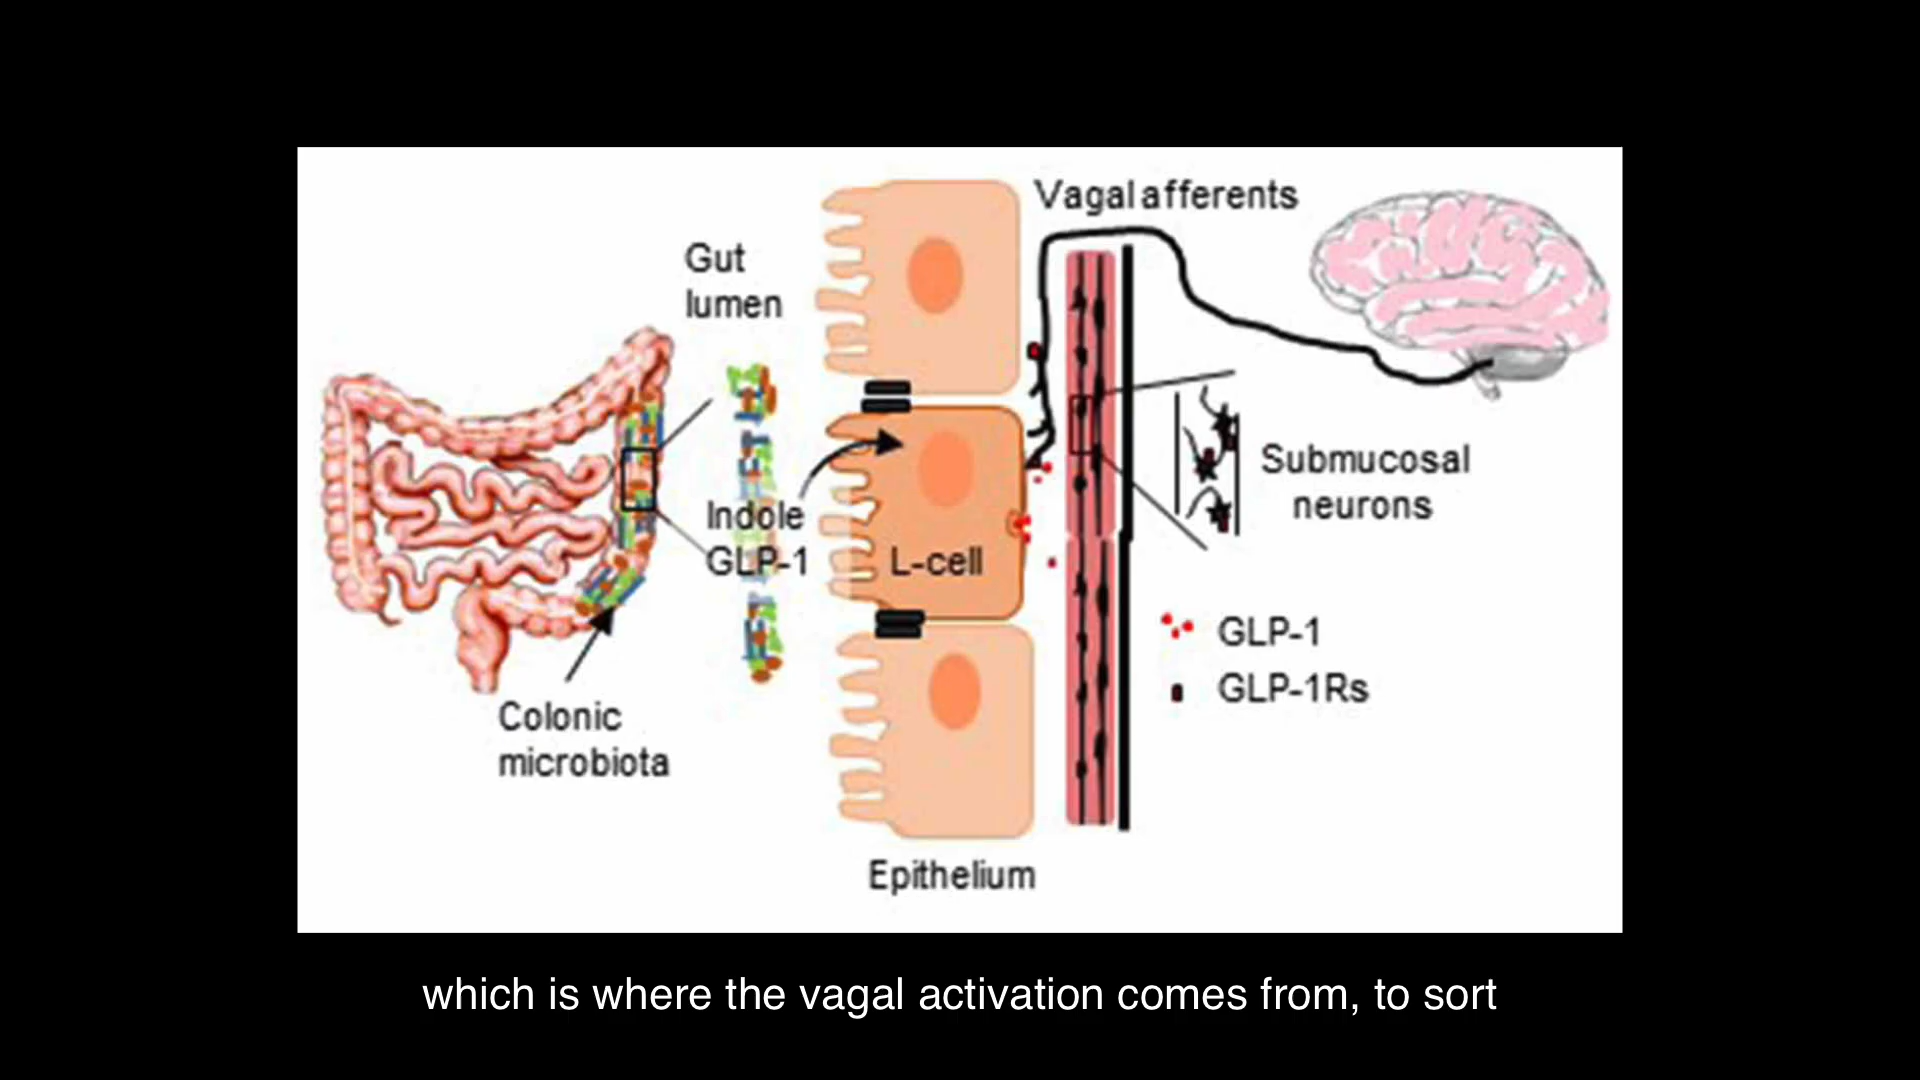 Vagal afferents
Gut
lumen
Submucosal
neurons
Indole
GLP-1
L-cell
GLP-1
GLP-1Rs
Colonic
microbiota
Epithelium
which is where the vagal activation comes from, to sort